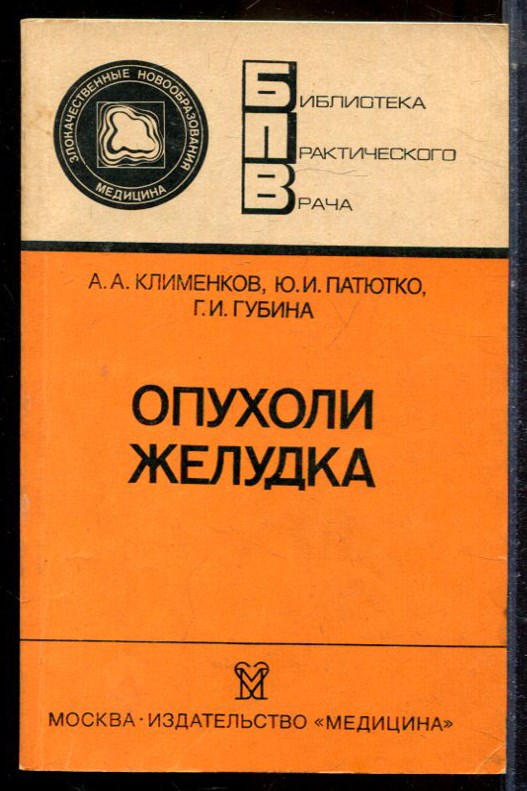 ЗЛОКАЧЕСТВЕННЫЕ НОВООБРАЗОВАНИЯ
МЕДИЦИНА
БИБЛИОТЕКА
ПРАКТИЧЕСКОГО
ВРАЧА
А. А. КЛИМЕНКОВ, Ю. И. ПАТЮТКО,
Г. И. ГУБИНА
ОПУХОЛИ
ЖЕЛУДКА
МОСКВА · ИЗДАТЕЛЬСТВО «МЕДИЦИНА»